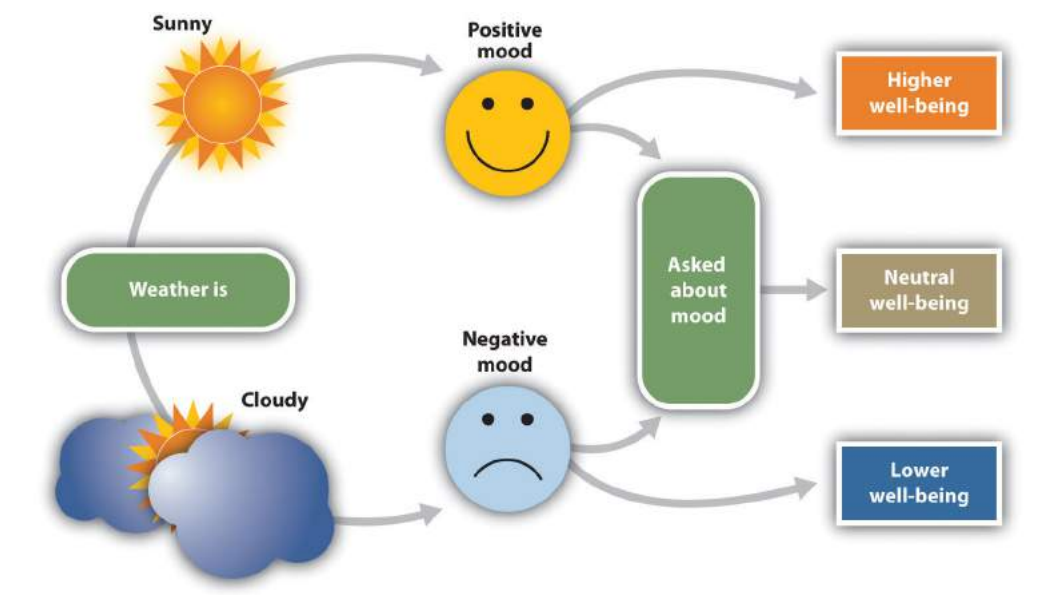 Sunny
Positive
mood
Higher
well-being
Weather is
Asked
about
mood
Neutral
well-being
Negative
mood
Cloudy
Lower
well-being